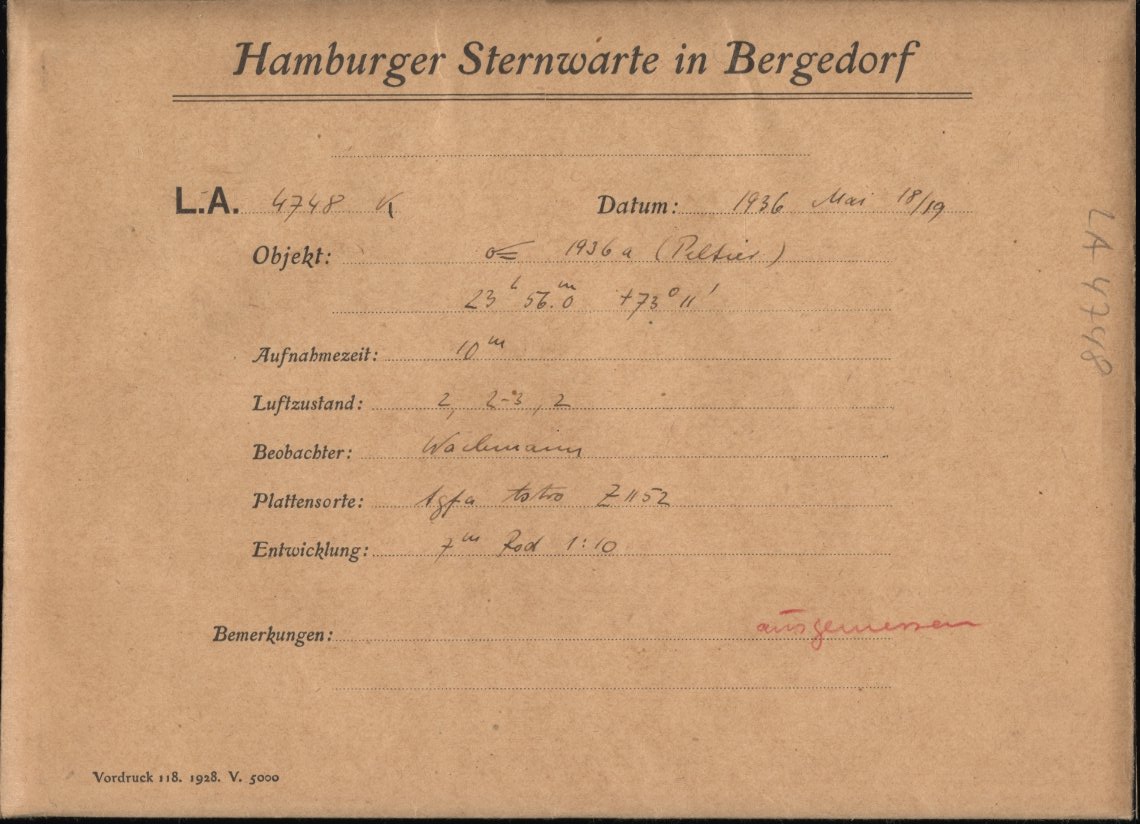 Hamburger Sternwarte in Bergedorf
L.A. 4748 K Datum: 1936 Mai 18/19
Objekt: ☄ 1936 a (Peltier)
23h 56.m0 +73° 11'
Aufnahmezeit: 10m
Luftzustand: 2, 2-3, 2
Beobachter: Wachmann
Plattensorte: Agfa Astro Z 1152
Entwicklung: 7m Rod 1:10
Bemerkungen: ausgemessen
Vordruck 118. 1928. V. 5000
LA 4748